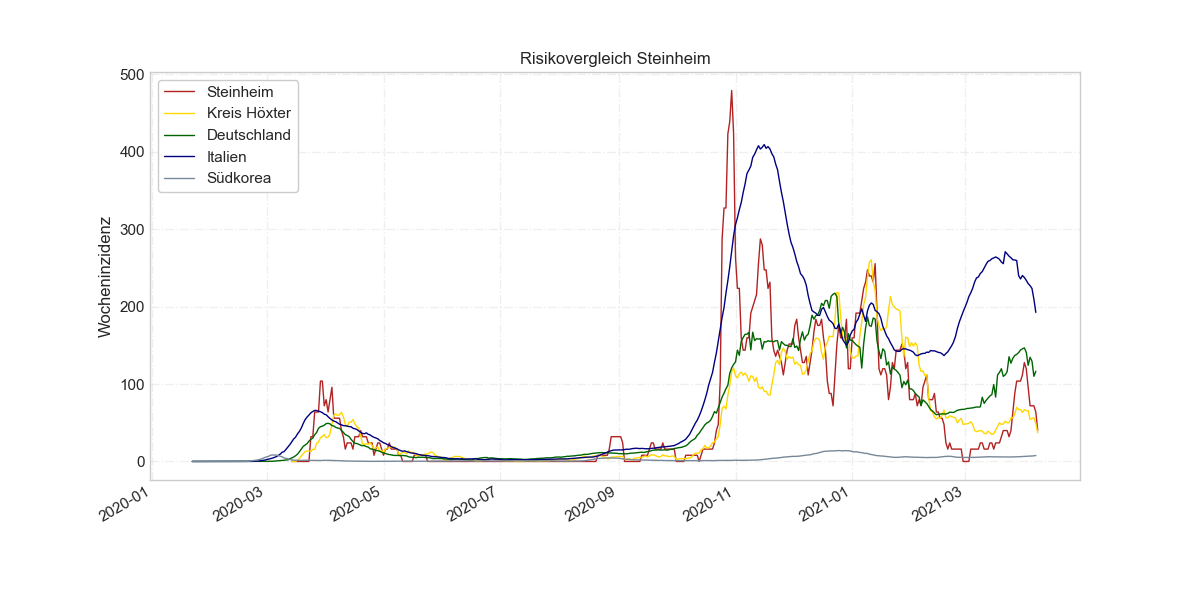 Risikovergleich Steinheim
Wocheninzidenz
500
400
300
200
100
0
Steinheim
Kreis Höxter
Deutschland
Italien
Südkorea
2020-01
2020-03
2020-05
2020-07
2020-09
2020-11
2021-01
2021-03